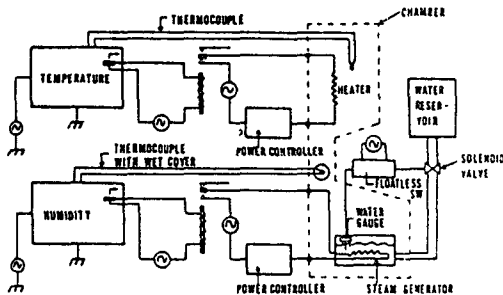 THERMOCOUPLE
CHAMBER
TEMPERATURE
HEATER
WATER
RESER-
VOIR
POWER CONTROLLER
THERMOCOUPLE
WITH WET COVER
SOLENOID
VALVE
FLOATLESS
SW
HUMIDITY
WATER
GAUGE
POWER CONTROLLER
STEAM GENERATOR